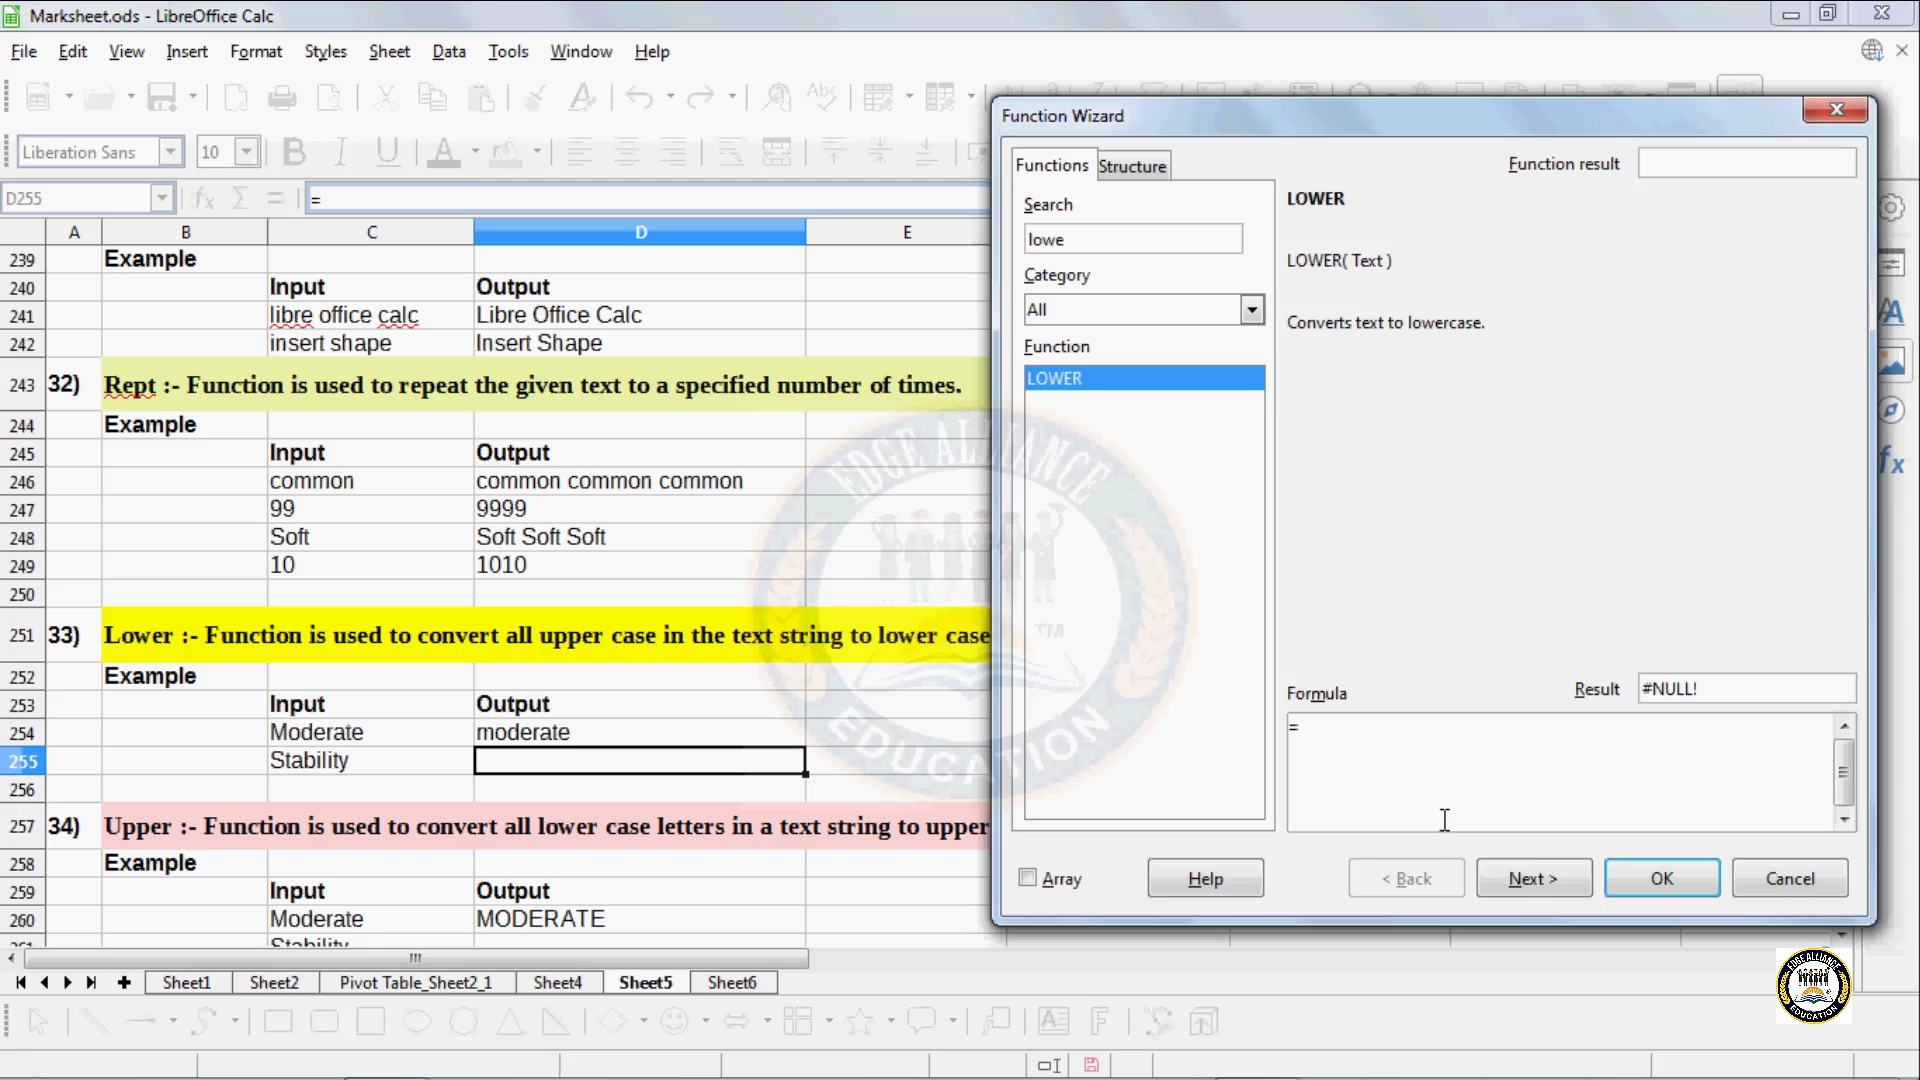 Marksheet.ods - LibreOffice Calc
File Edit View Insert Format Styles Sheet Data Tools Window Help
Liberation Sans 10
D255 =
A B C D E
239 Example
240 Input Output
241 libre office calc Libre Office Calc
242 insert shape Insert Shape
243 32) Rept :- Function is used to repeat the given text to a specified number of times.
244 Example
245 Input Output
246 common common common common
247 99 9999
248 Soft Soft Soft Soft
249 10 1010
250
251 33) Lower :- Function is used to convert all upper case in the text string to lower case
252 Example
253 Input Output
254 Moderate moderate
255 Stability
256
257 34) Upper :- Function is used to convert all lower case letters in a text string to upper
258 Example
259 Input Output
260 Moderate MODERATE
Stability
Sheet1 Sheet2 Pivot Table_Sheet2_1 Sheet4 Sheet5 Sheet6
Function Wizard
Functions Structure
Function result
Search
lowe
Category
All
Function
LOWER
LOWER
LOWER( Text )
Converts text to lowercase.
Formula
Result #NULL!
=
Array
Help < Back Next > OK Cancel
EDGE ALLIANCE
EDUCATION
TM
EDGE ALLIANCE
EDUCATION